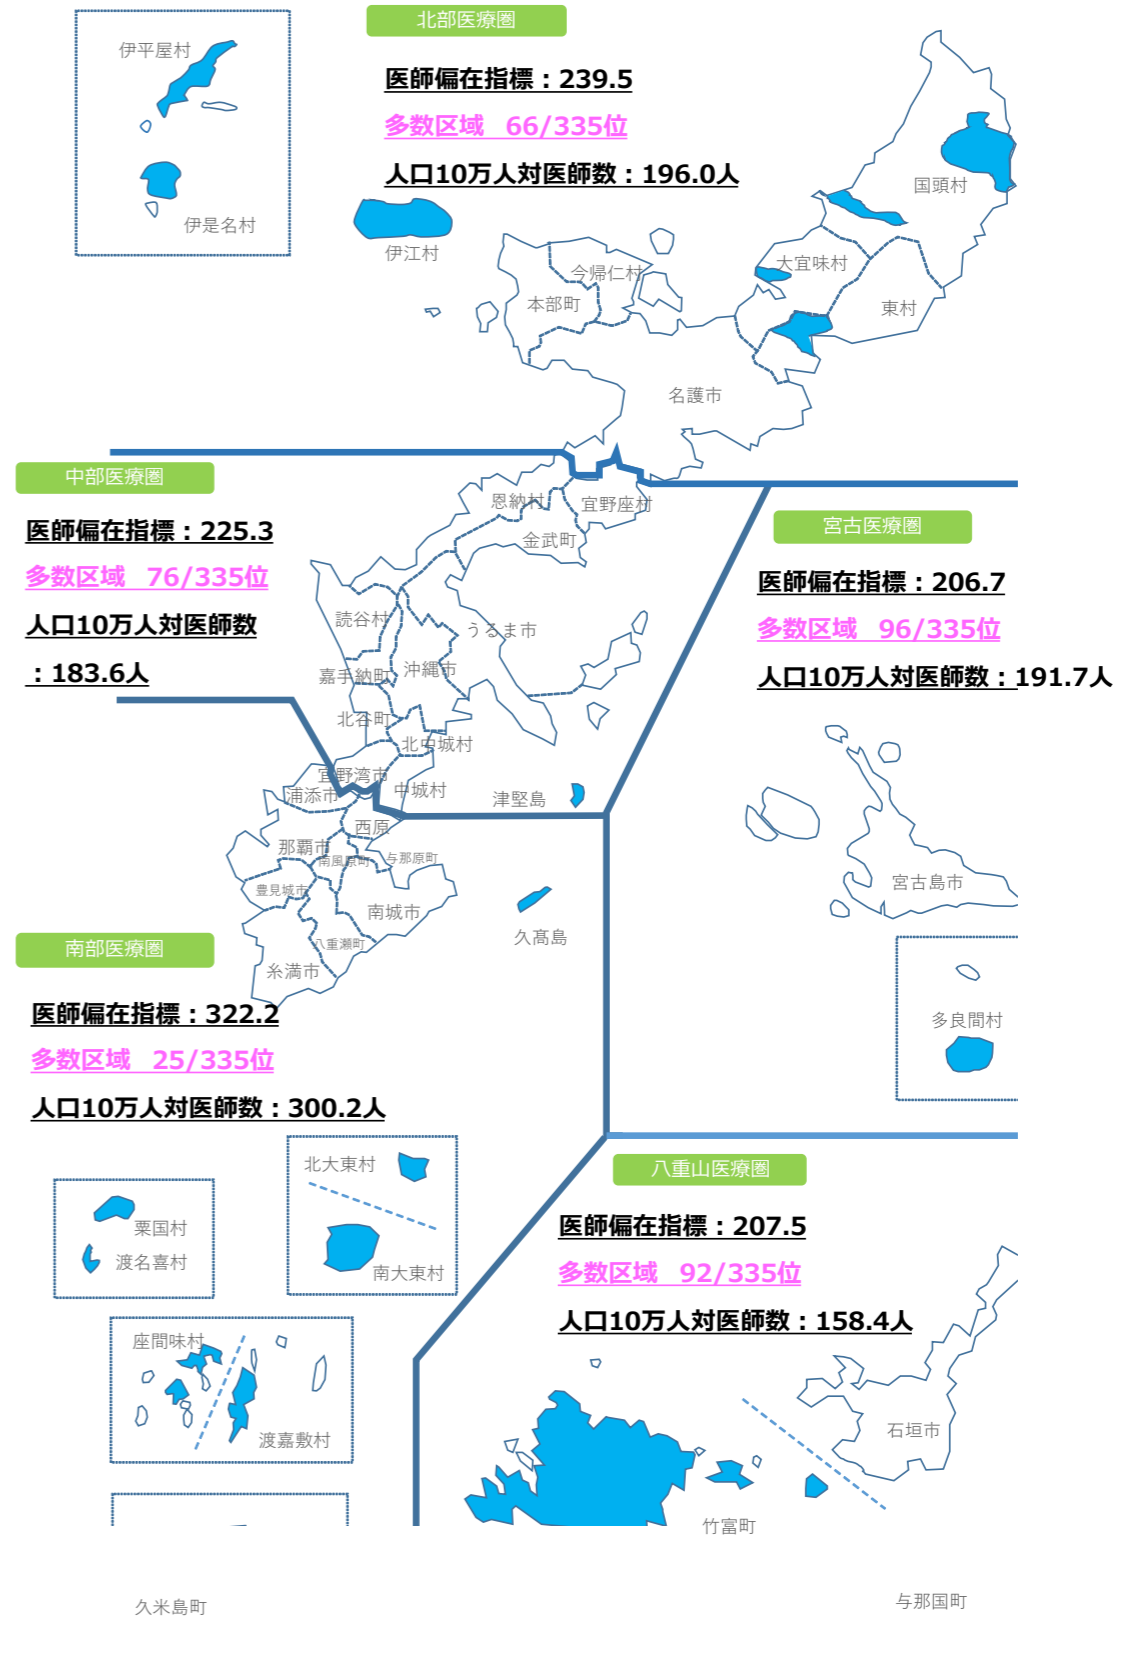 北部医療圏
医師偏在指標：239.5
多数区域 66/335位
人口10万人対医師数：196.0人
伊平屋村
伊是名村
伊江村
国頭村
今帰仁村
大宜味村
本部町
東村
名護市
中部医療圏
医師偏在指標：225.3
多数区域 76/335位
人口10万人対医師数
：183.6人
恩納村
宜野座村
金武町
読谷村
うるま市
嘉手納町
沖縄市
北谷町
北中城村
宜野湾市
中城村
津堅島
宮古医療圏
医師偏在指標：206.7
多数区域 96/335位
人口10万人対医師数：191.7人
宮古島市
多良間村
浦添市
西原
那覇市
南風原町
与那原町
豊見城市
南城市
八重瀬町
糸満市
久髙島
南部医療圏
医師偏在指標：322.2
多数区域 25/335位
人口10万人対医師数：300.2人
北大東村
南大東村
粟国村
渡名喜村
座間味村
渡嘉敷村
久米島町
八重山医療圏
医師偏在指標：207.5
多数区域 92/335位
人口10万人対医師数：158.4人
石垣市
竹富町
与那国町